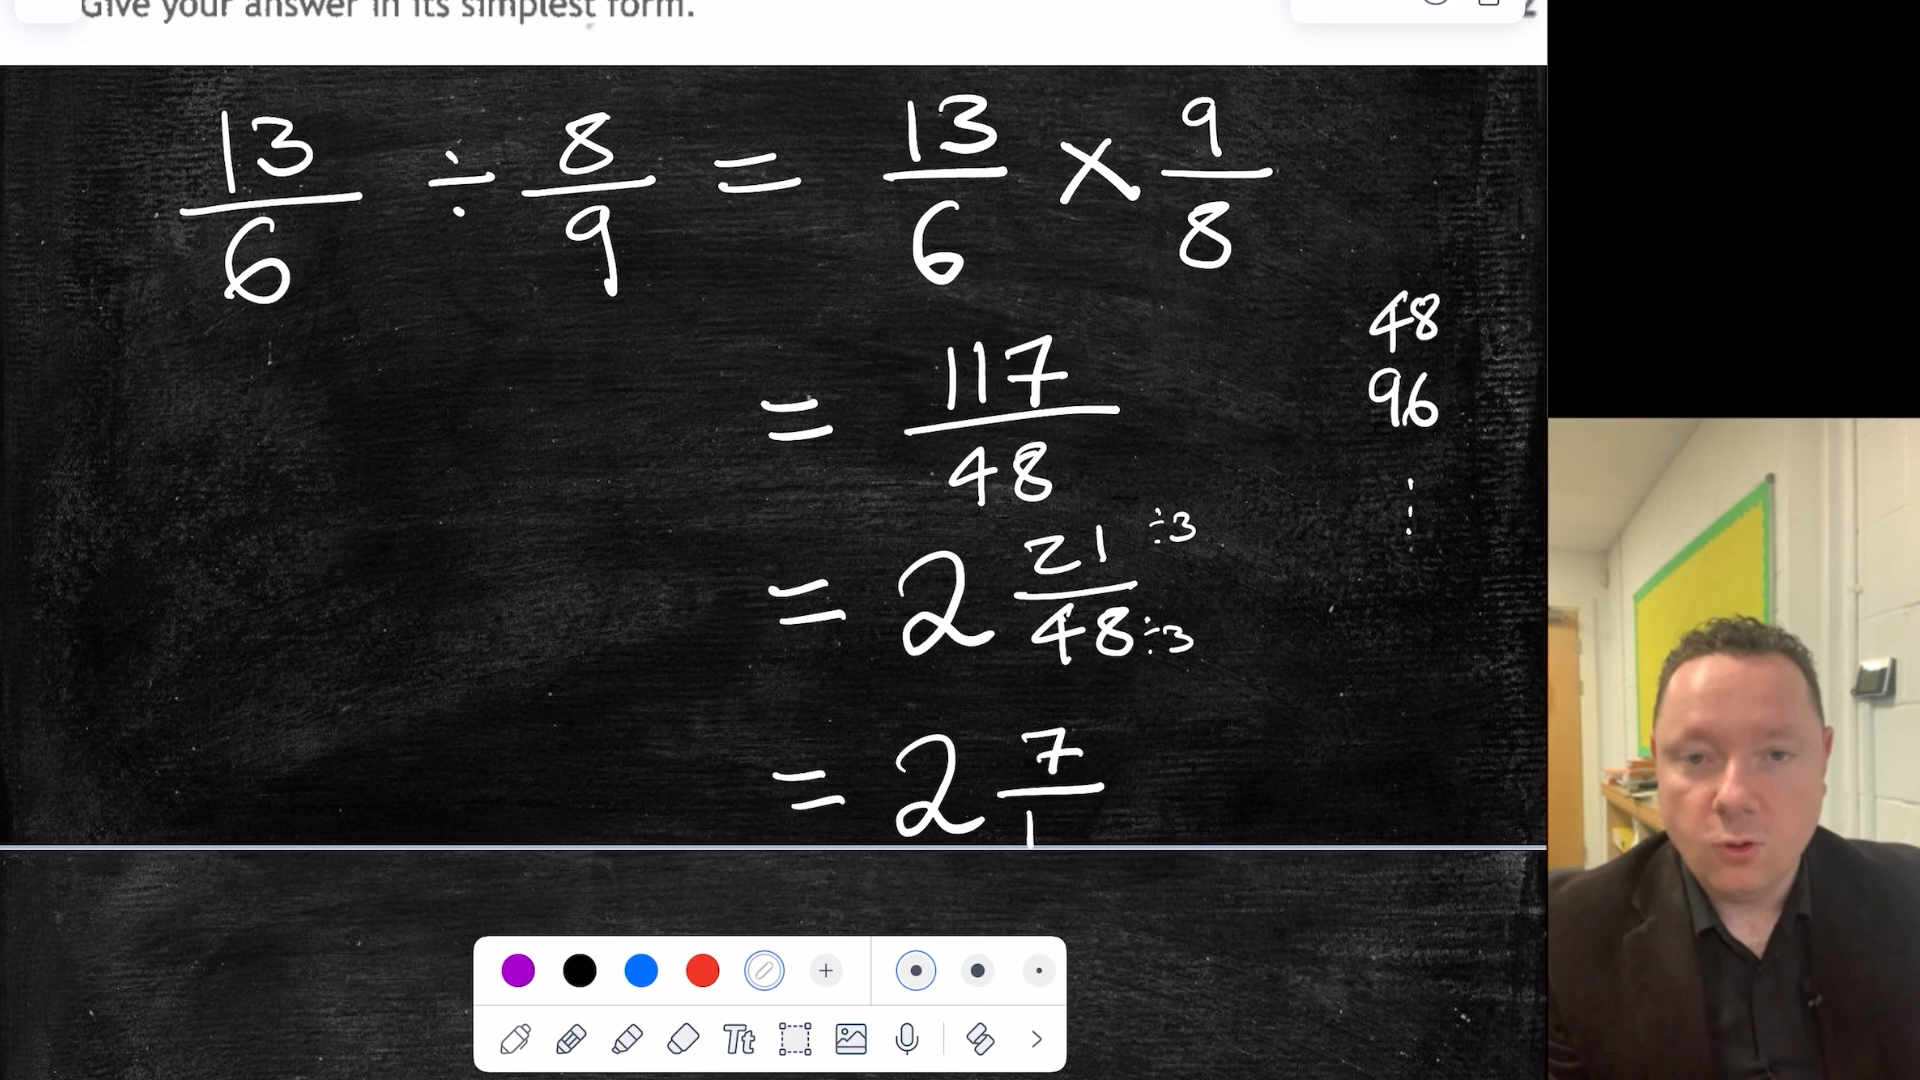 Give your answer in its simplest form.
13/6 ÷ 8/9 = 13/6 × 9/8
48
96
⋮
= 117/48
= 2 21/48 ÷3 ÷3
= 2 7/1
Tt